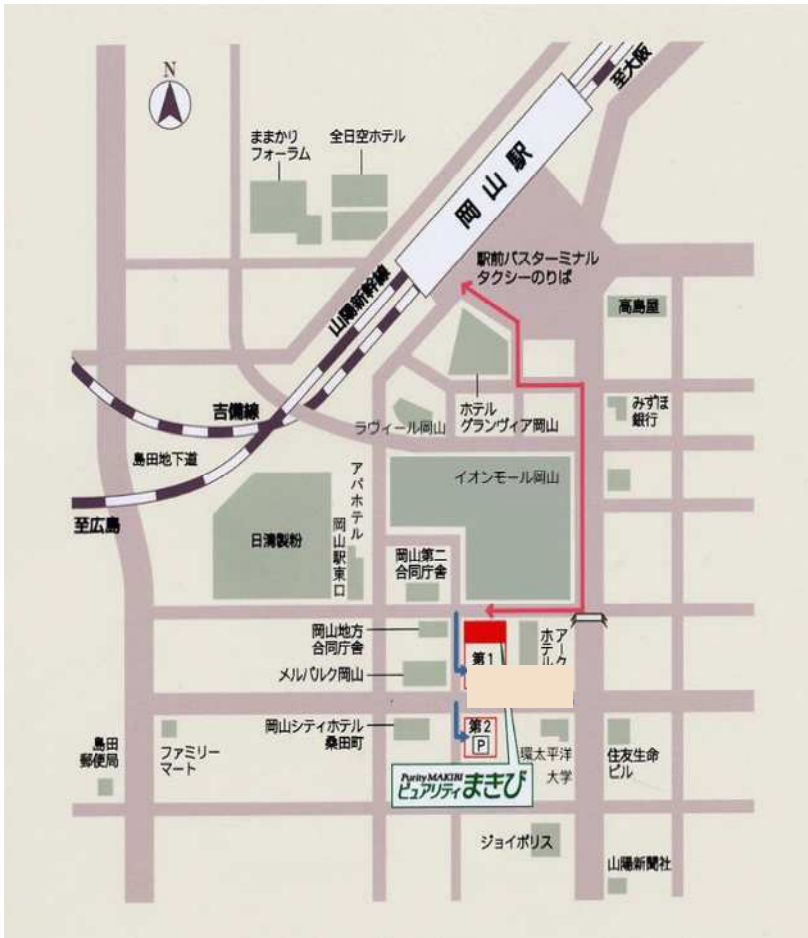 N
至大阪
ままかり
フォーラム
全日空ホテル
岡山駅
駅前バスターミナル
タクシーのりば
山陽新幹線
高島屋
吉備線
ラヴィール岡山
ホテル
グランヴィア岡山
みずほ
銀行
島田地下道
アパホテル
岡山駅東口
イオンモール岡山
至広島
日清製粉
岡山第二
合同庁舎
岡山地方
合同庁舎
第1
アーク
ホテル
メルパルク岡山
岡山シティホテル
桑田町
第2
P
島田
郵便局
ファミリー
マート
環太平洋
大学
住友生命
ビル
Purity MAKIBI
ピュアリティまきび
ジョイポリス
山陽新聞社